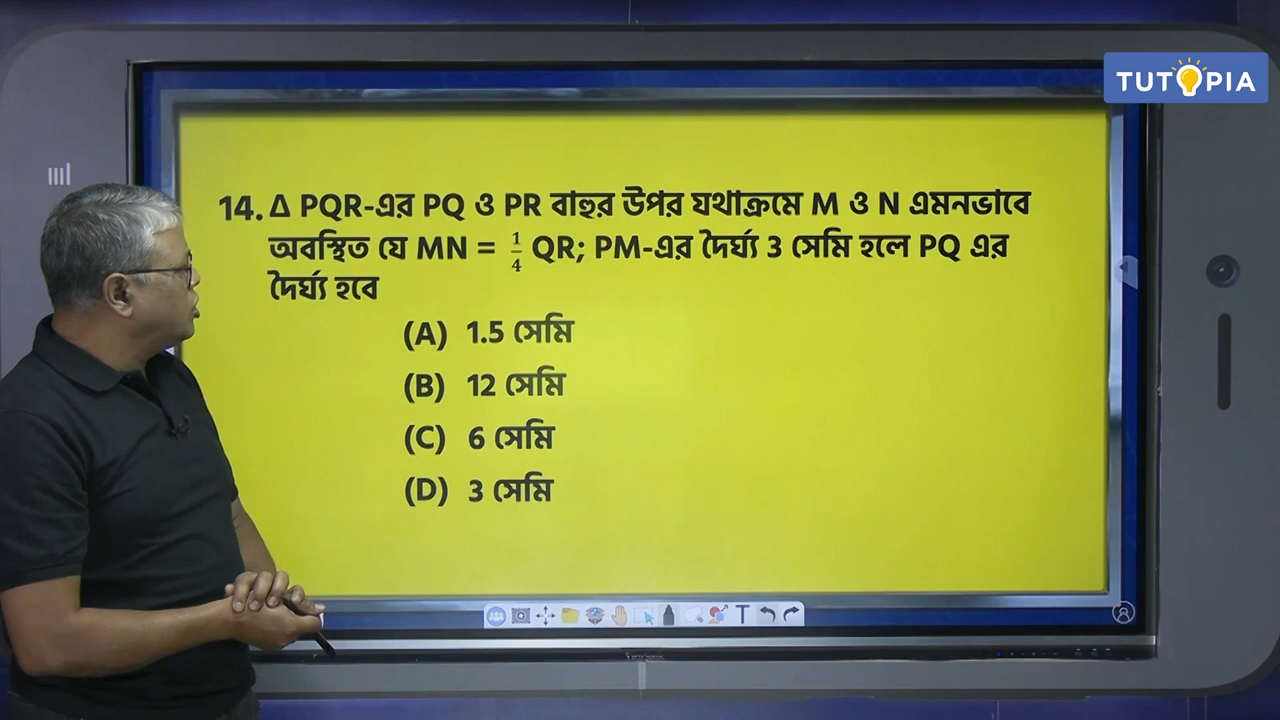 TUTOPIA
14. Δ PQR-এর PQ ও PR বাহুর উপর যথাক্রমে M ও N এমনভাবে
অবস্থিত যে MN = 1/4 QR; PM-এর দৈর্ঘ্য 3 সেমি হলে PQ এর
দৈর্ঘ্য হবে
(A) 1.5 সেমি
(B) 12 সেমি
(C) 6 সেমি
(D) 3 সেমি